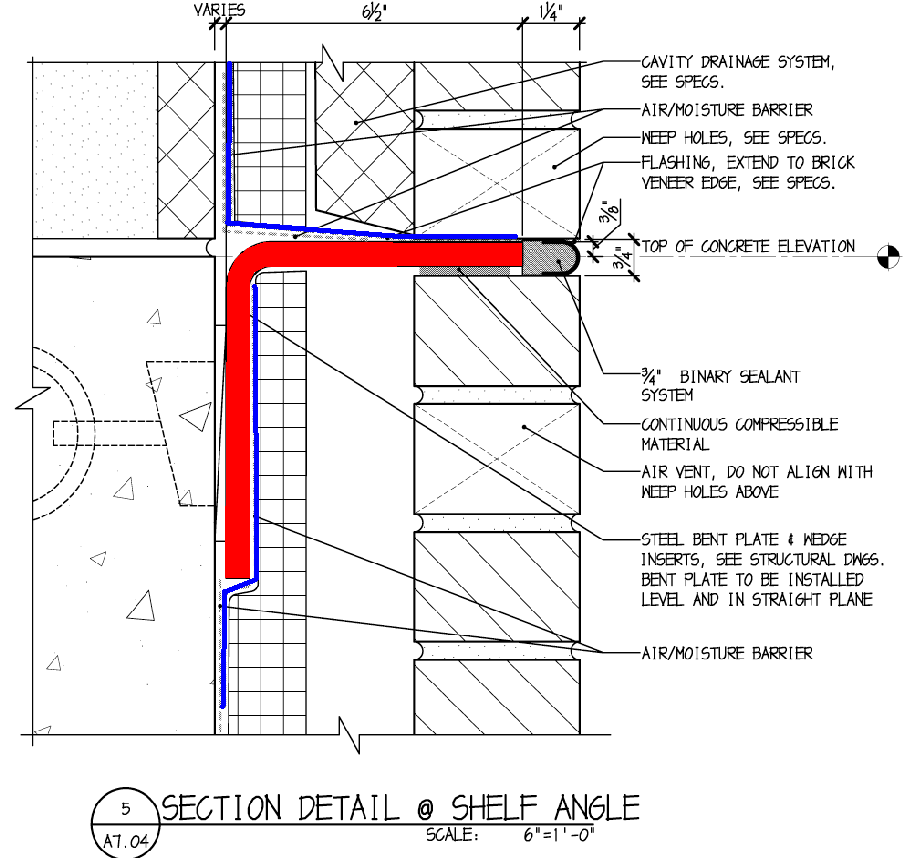 VARIES
6½"
1¼"
CAVITY DRAINAGE SYSTEM,
SEE SPECS.
AIR/MOISTURE BARRIER
WEEP HOLES, SEE SPECS.
FLASHING, EXTEND TO BRICK
VENEER EDGE, SEE SPECS.
3/8"
TOP OF CONCRETE ELEVATION
3/4"
¾" BINARY SEALANT
SYSTEM
CONTINUOUS COMPRESSIBLE
MATERIAL
AIR VENT, DO NOT ALIGN WITH
WEEP HOLES ABOVE
STEEL BENT PLATE & WEDGE
INSERTS, SEE STRUCTURAL DWGS.
BENT PLATE TO BE INSTALLED
LEVEL AND IN STRAIGHT PLANE
AIR/MOISTURE BARRIER
5
A7.04
SECTION DETAIL @ SHELF ANGLE
SCALE: 6"=1'-0"